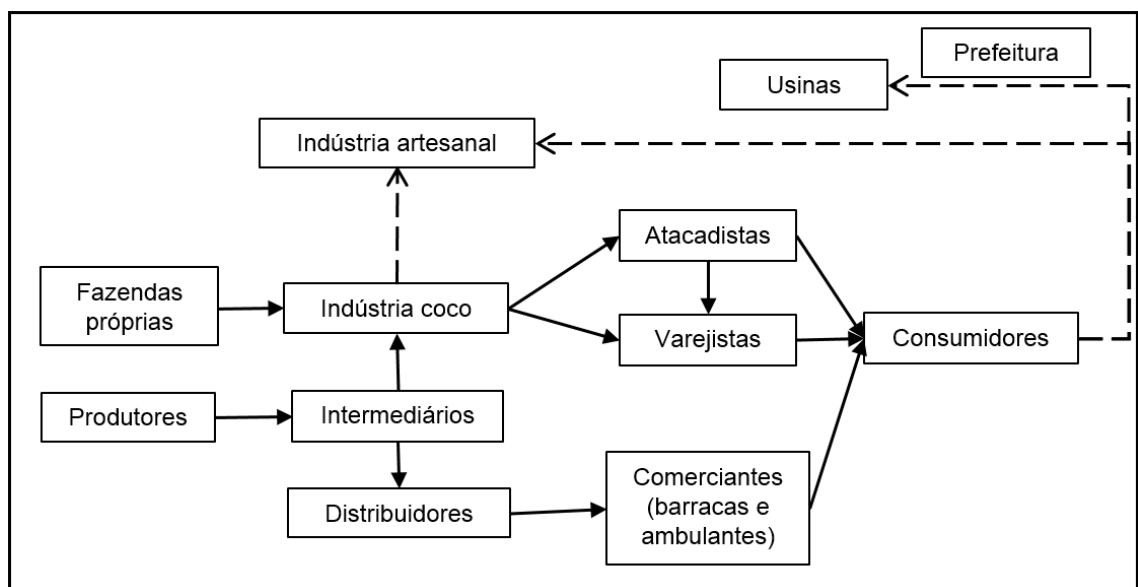 Prefeitura
Usinas
Indústria artesanal
Atacadistas
Fazendas
próprias
Indústria coco
Varejistas
Consumidores
Produtores
Intermediários
Comerciantes
(barracas e
ambulantes)
Distribuidores